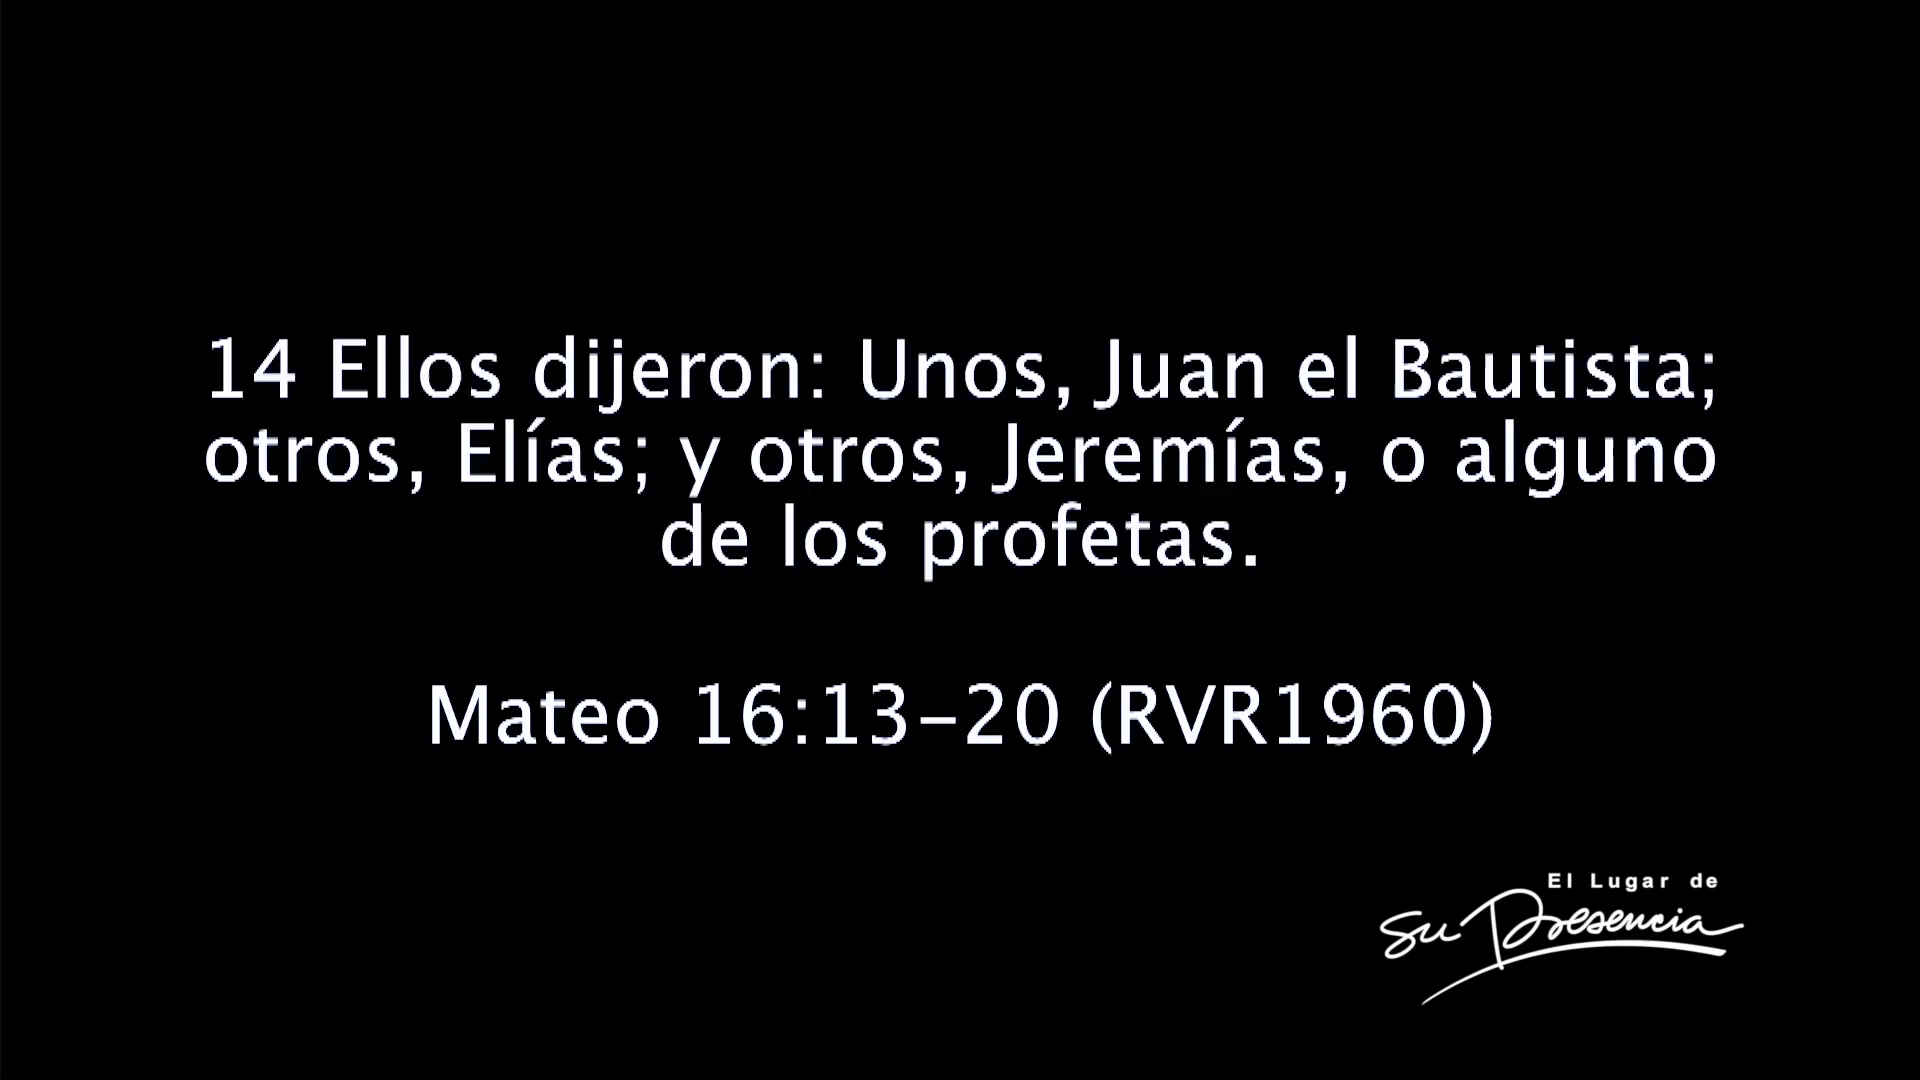 14 Ellos dijeron: Unos, Juan el Bautista;
otros, Elías; y otros, Jeremías, o alguno
de los profetas.
Mateo 16:13-20 (RVR1960)
El Lugar de
Su Presencia